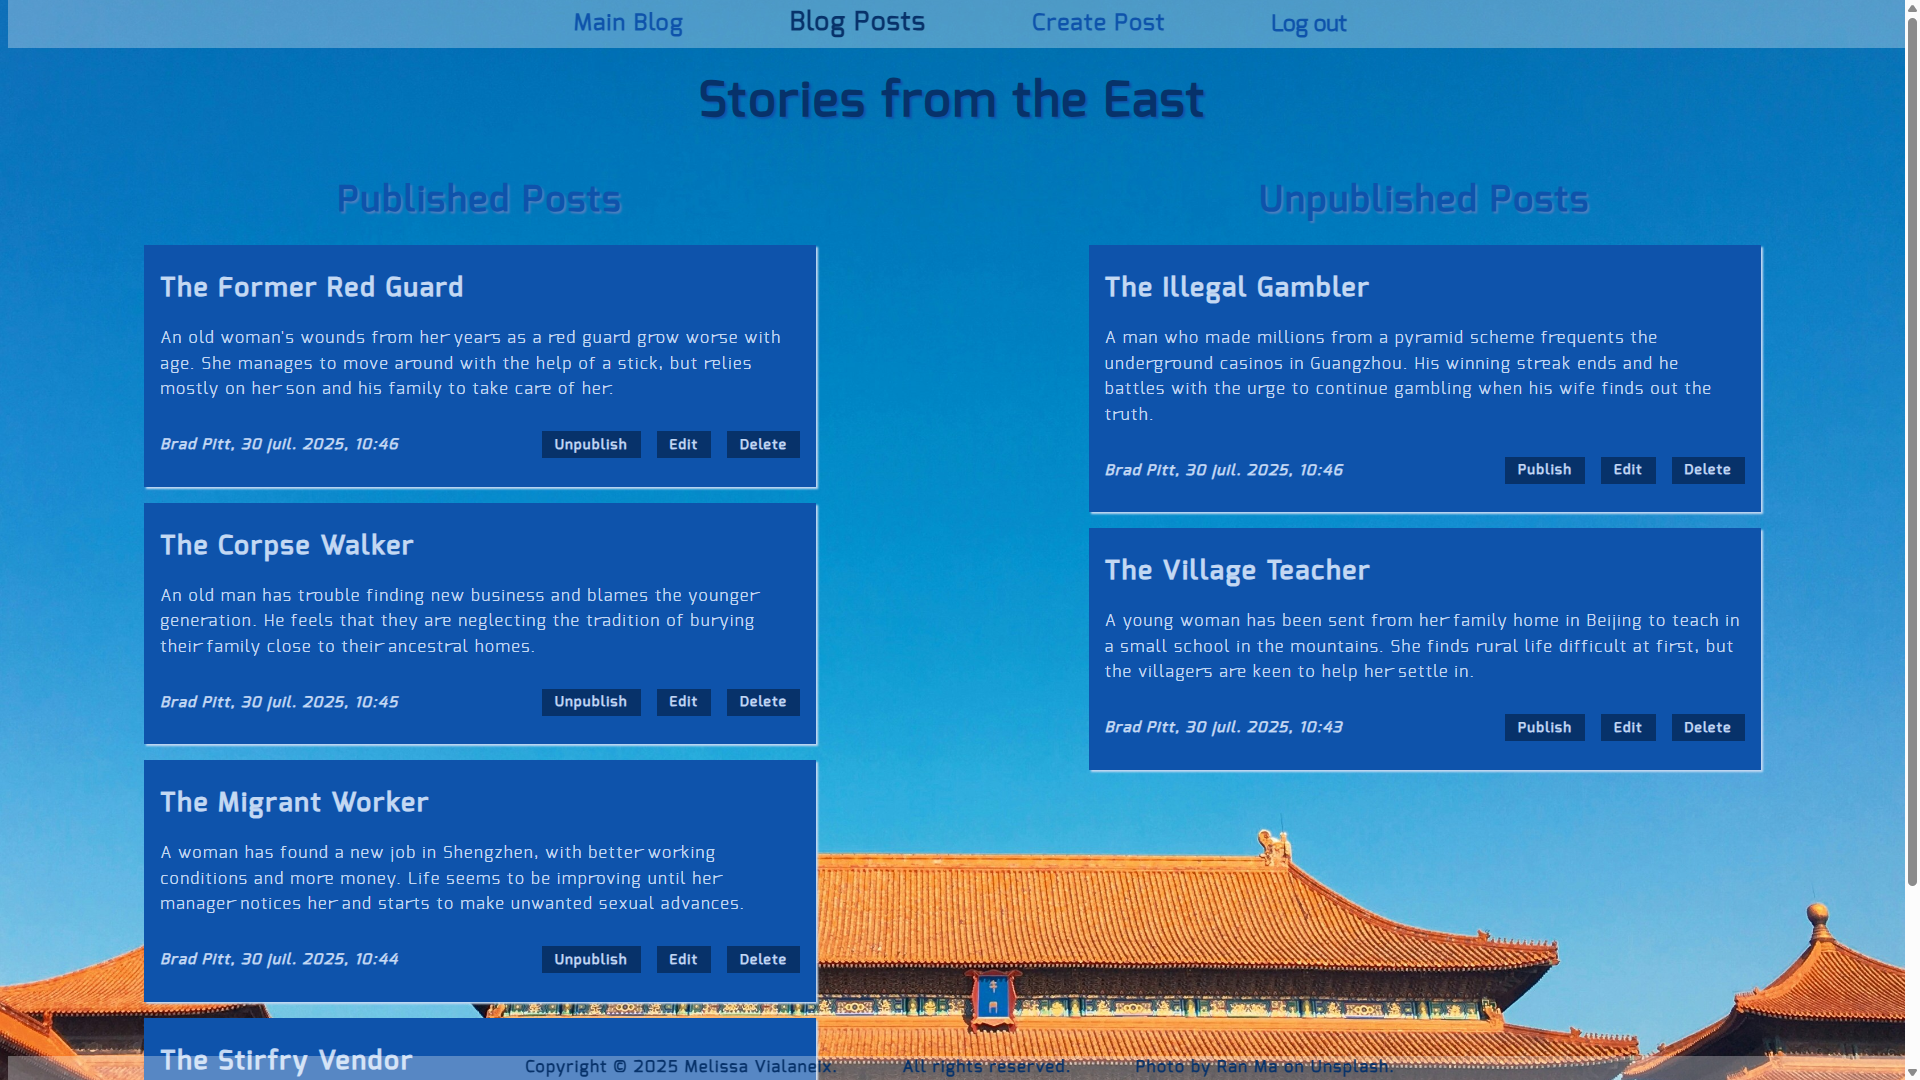 Main Blog
Blog Posts
Create Post
Log out
Stories from the East
Published Posts
The Former Red Guard
An old woman's wounds from her years as a red guard grow worse with
age. She manages to move around with the help of a stick, but relies
mostly on her son and his family to take care of her.
Brad Pitt, 30 juil. 2025, 10:46
Unpublish
Edit
Delete
The Corpse Walker
An old man has trouble finding new business and blames the younger
generation. He feels that they are neglecting the tradition of burying
their family close to their ancestral homes.
Brad Pitt, 30 juil. 2025, 10:45
Unpublish
Edit
Delete
The Migrant Worker
A woman has found a new job in Shengzhen, with better working
conditions and more money. Life seems to be improving until her
manager notices her and starts to make unwanted sexual advances.
Brad Pitt, 30 juil. 2025, 10:44
Unpublish
Edit
Delete
The Stirfry Vendor
Unpublished Posts
The Illegal Gambler
A man who made millions from a pyramid scheme frequents the
underground casinos in Guangzhou. His winning streak ends and he
battles with the urge to continue gambling when his wife finds out the
truth.
Brad Pitt, 30 juil. 2025, 10:46
Publish
Edit
Delete
The Village Teacher
A young woman has been sent from her family home in Beijing to teach in
a small school in the mountains. She finds rural life difficult at first, but
the villagers are keen to help her settle in.
Brad Pitt, 30 juil. 2025, 10:43
Publish
Edit
Delete
Copyright © 2025 Melissa Vialaneix.
All rights reserved.
Photo by Ran Ma on Unsplash.